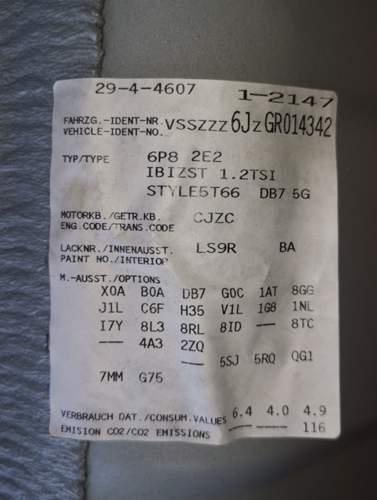 29-4-4607 1-2147
FAHRZG.-IDENT-NR. VSSZZZ 6JZ GR014342
VEHICLE-IDENT-NO.
TYP/TYPE 6P8 2E2
IBIZST 1.2TSI
STYLE5T66 DB7 5G
MOTORKB./GETR.KB. CJZC
ENG.CODE/TRANS.CODE
LACKNR./INNENAUSST. LS9R BA
PAINT NO./INTERIOR
M.-AUSST./OPTIONS
X0A B0A DB7 G0C 1AT 8GG
J1L C6F H35 V1L 1G8 1NL
I7Y 8L3 8RL 8ID --- 8TC
--- 4A3 2ZQ
--- 5SJ 5RQ QG1
7MM G75
VERBRAUCH DAT./CONSUM.VALUES 6.4 4.0 4.9
EMISION CO2/CO2 EMISSIONS --- --- 116